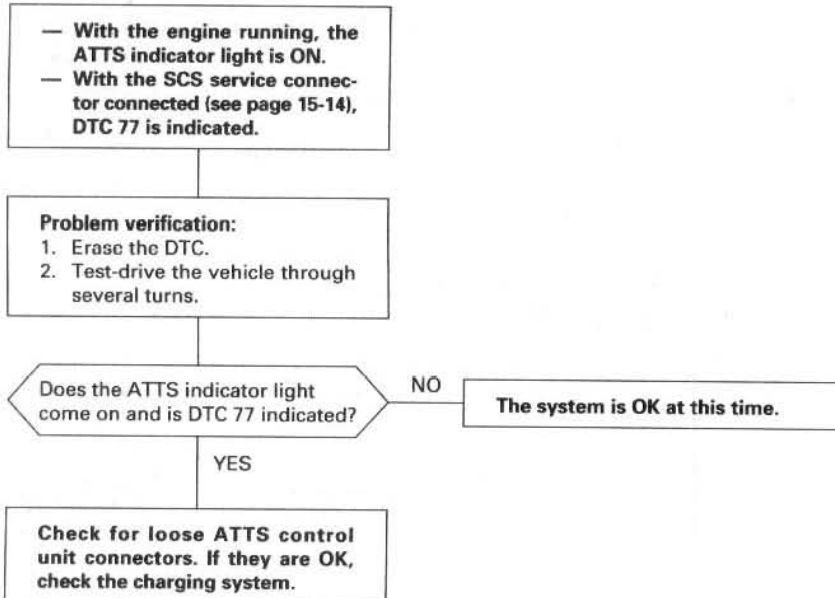 — With the engine running, the
ATTS indicator light is ON.
— With the SCS service connec-
tor connected (see page 15-14),
DTC 77 is indicated.
Problem verification:
1. Erase the DTC.
2. Test-drive the vehicle through
several turns.
Does the ATTS indicator light
come on and is DTC 77 indicated?
NO
The system is OK at this time.
YES
Check for loose ATTS control
unit connectors. If they are OK,
check the charging system.